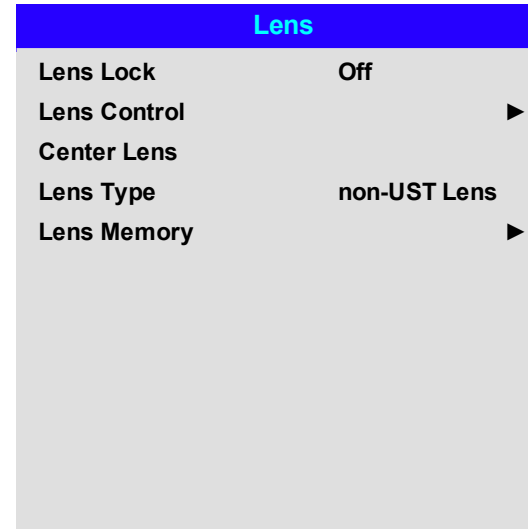 Lens
Lens Lock Off
Lens Control ►
Center Lens
Lens Type non-UST Lens
Lens Memory ►